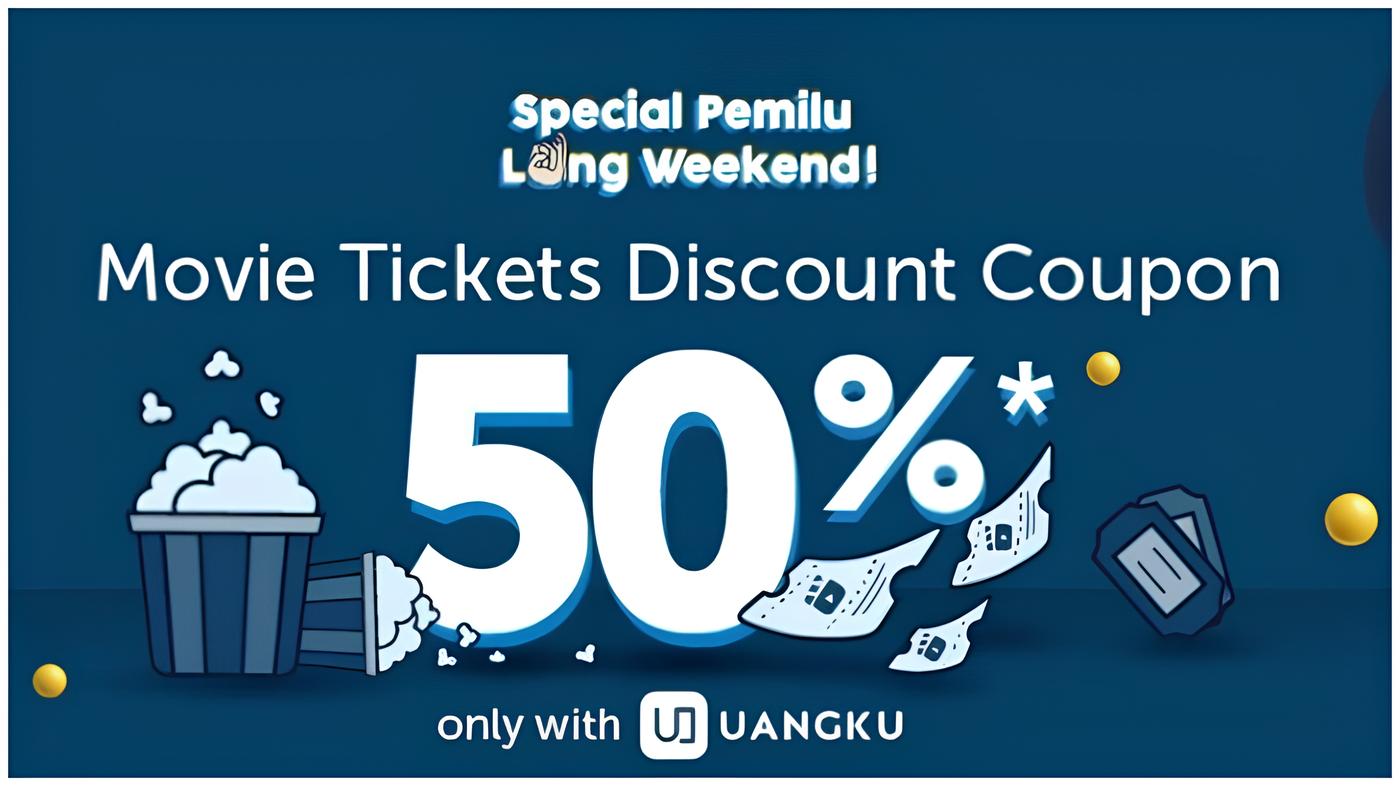 Special Pemilu
Long Weekend!
Movie Tickets Discount Coupon
50%*
only with UANGKU